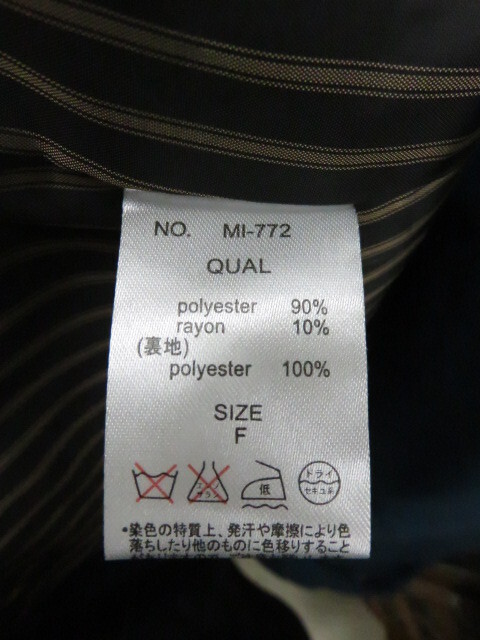 NO. MI-772
QUAL
polyester 90%
rayon 10%
(裏地)
polyester 100%
SIZE
F
低
ドライ
セキユ系
•染色の特質上、発汗や摩擦により色
落ちしたり他のものに色移りすること